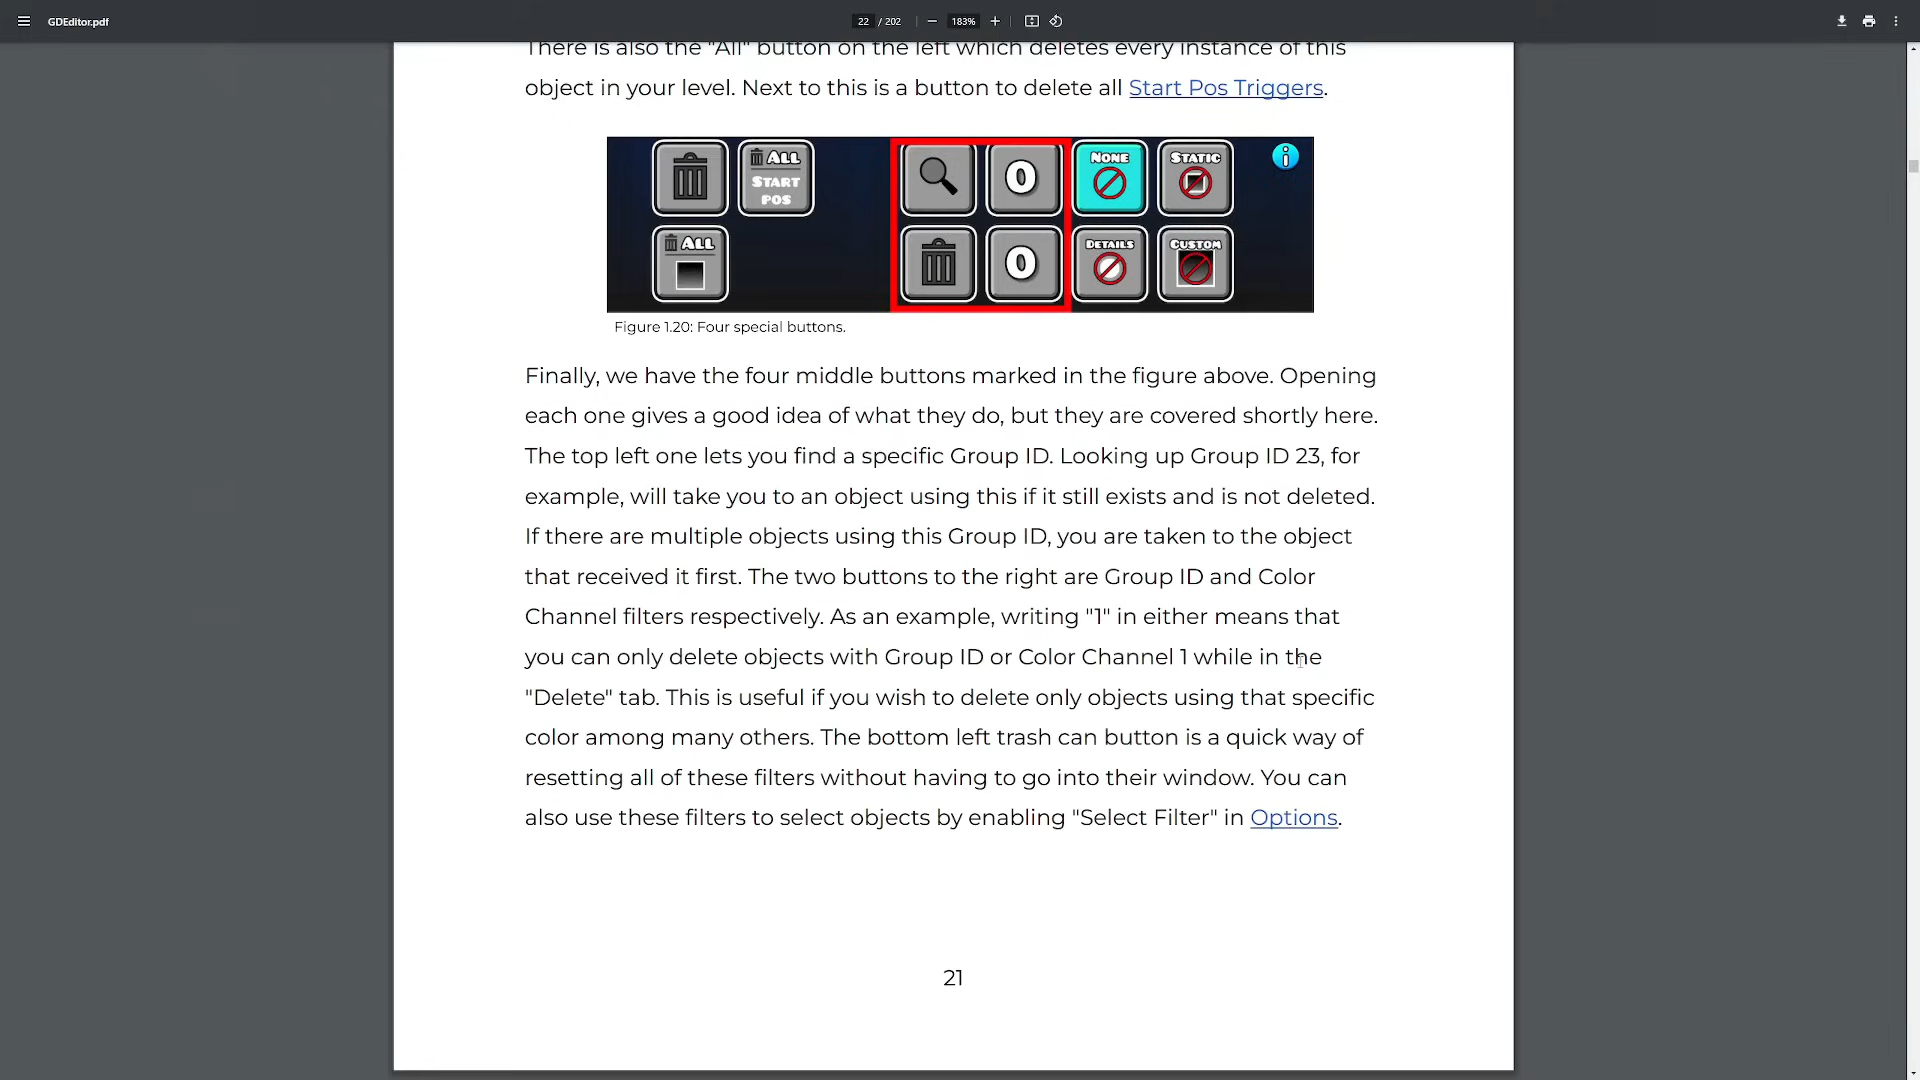 GDEditor.pdf
22 / 202
183%
There is also the "All" button on the left which deletes every instance of this
object in your level. Next to this is a button to delete all Start Pos Triggers.
ALL
START
POS
0
NONE
STATIC
i
ALL
0
DETAILS
CUSTOM
Figure 1.20: Four special buttons.
Finally, we have the four middle buttons marked in the figure above. Opening
each one gives a good idea of what they do, but they are covered shortly here.
The top left one lets you find a specific Group ID. Looking up Group ID 23, for
example, will take you to an object using this if it still exists and is not deleted.
If there are multiple objects using this Group ID, you are taken to the object
that received it first. The two buttons to the right are Group ID and Color
Channel filters respectively. As an example, writing "1" in either means that
you can only delete objects with Group ID or Color Channel 1 while in the
"Delete" tab. This is useful if you wish to delete only objects using that specific
color among many others. The bottom left trash can button is a quick way of
resetting all of these filters without having to go into their window. You can
also use these filters to select objects by enabling "Select Filter" in Options.
21